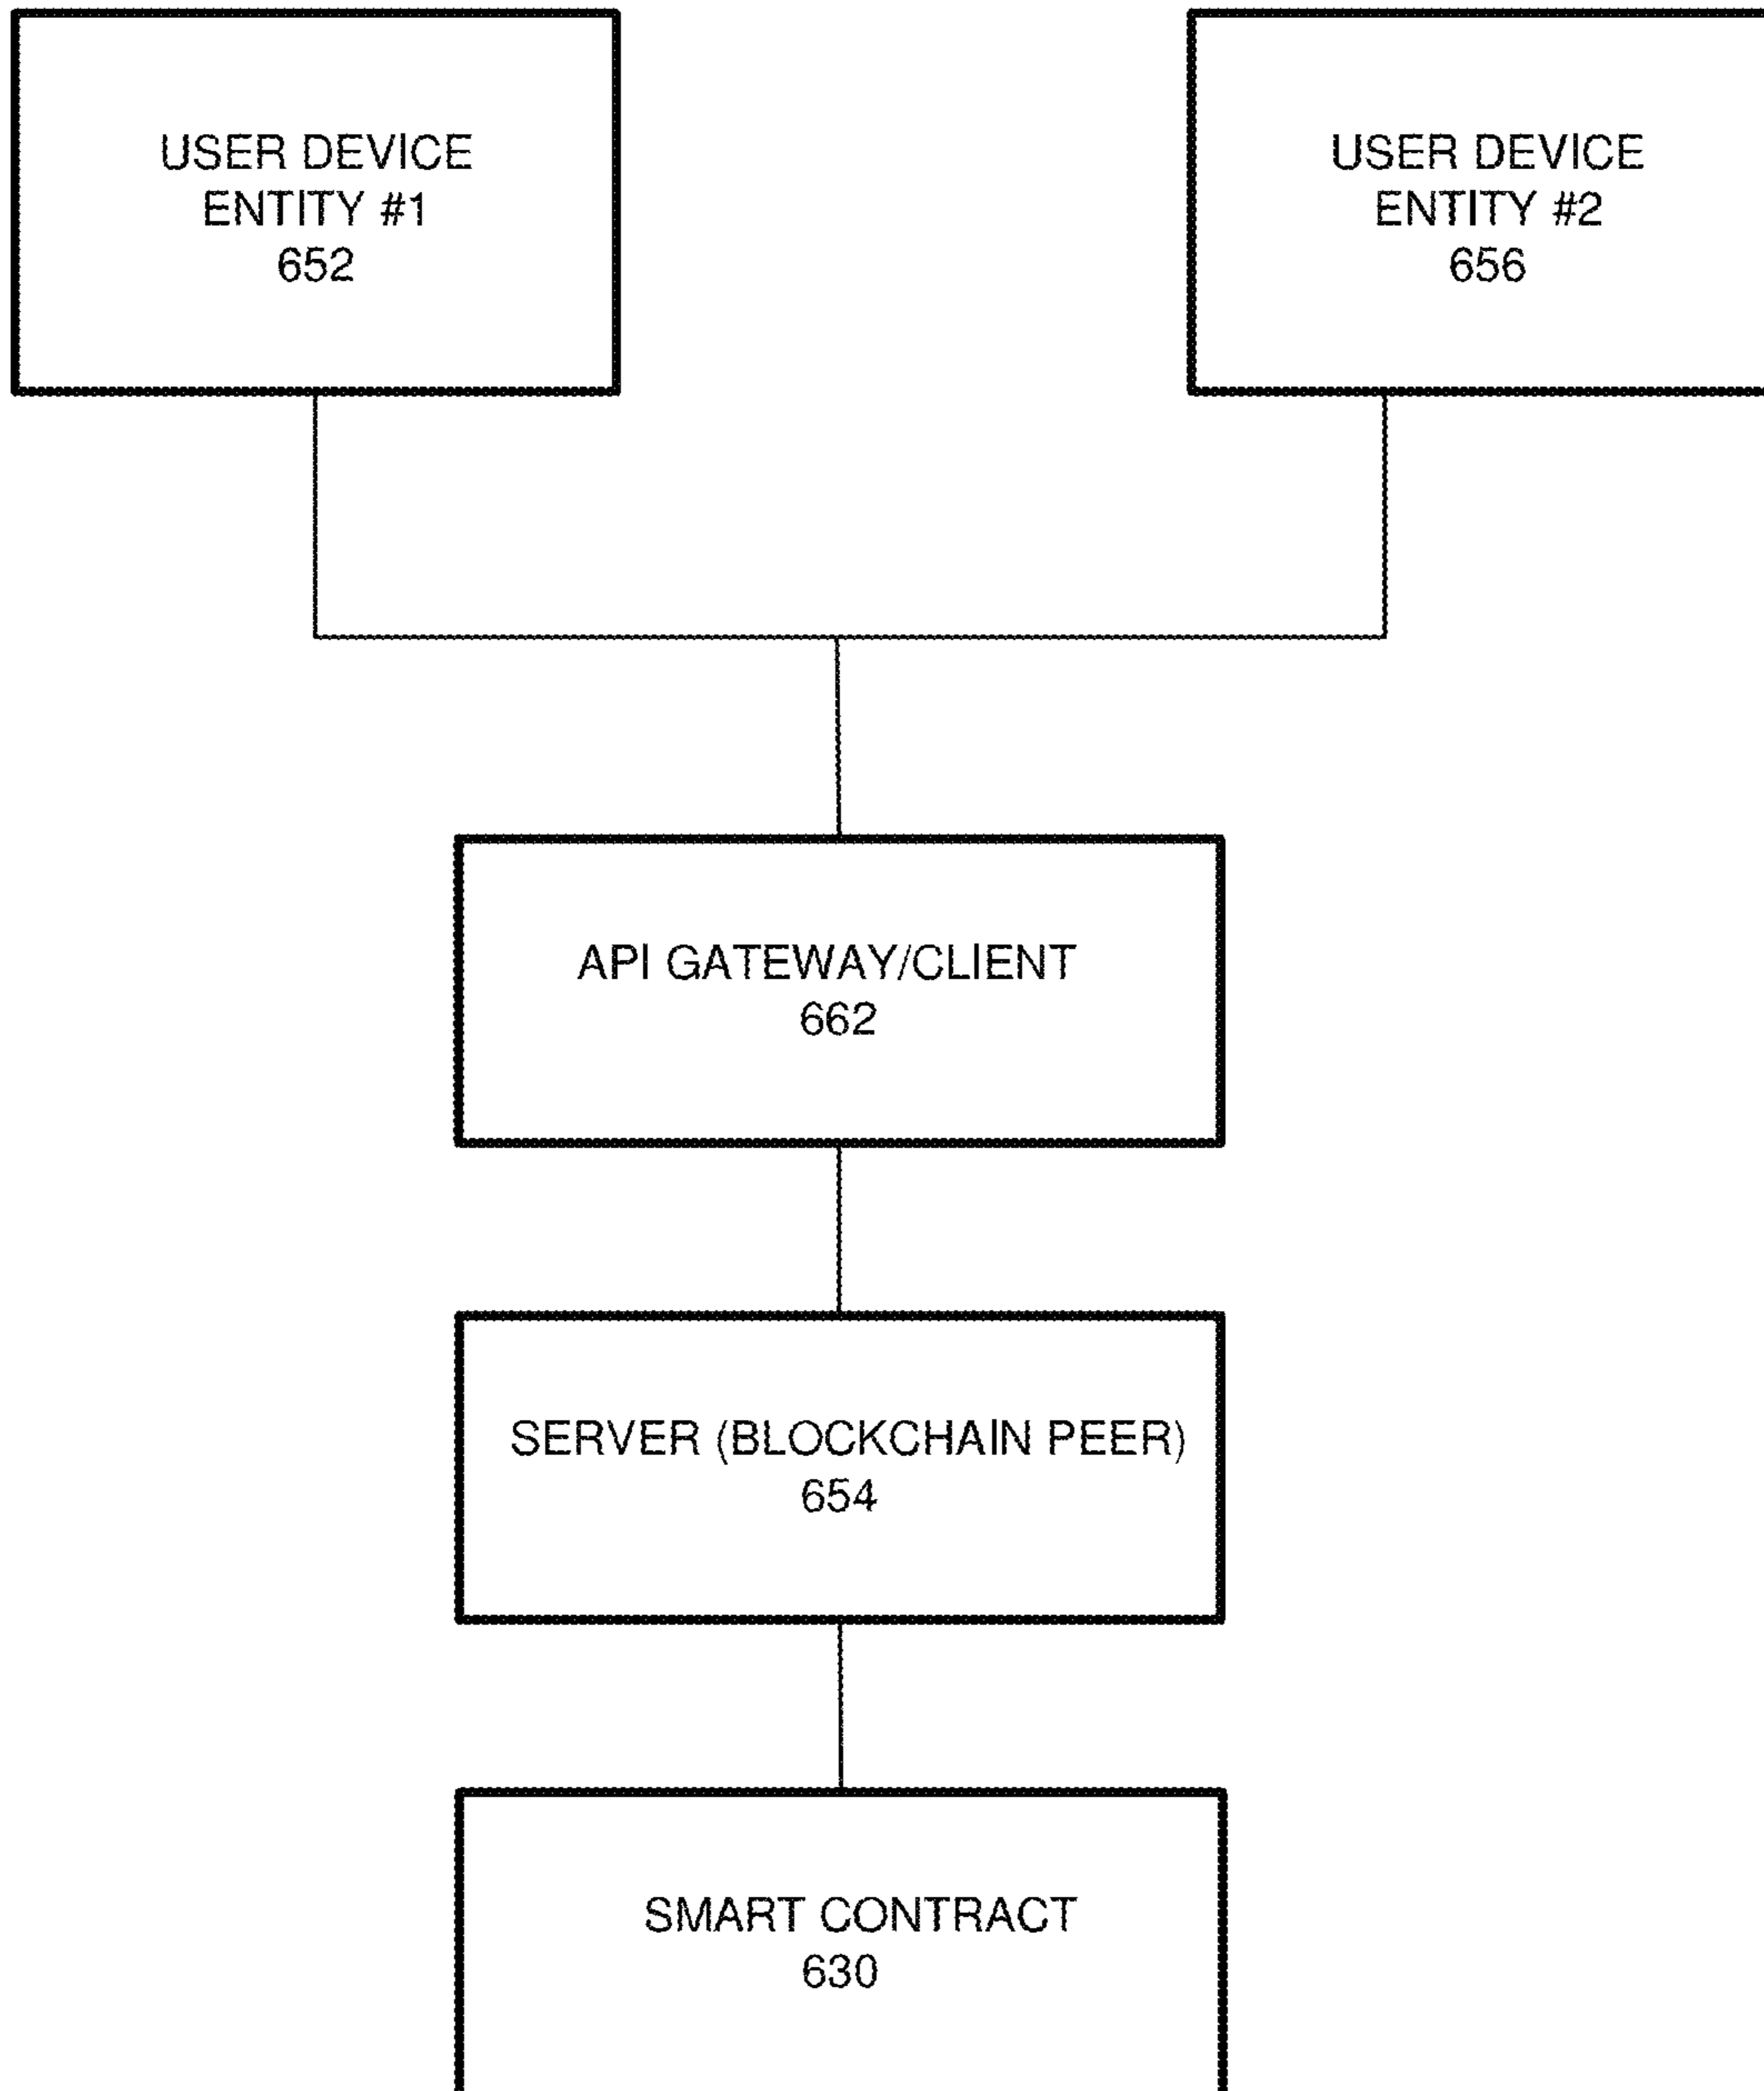 USER DEVICE
ENTITY #1
652
USER DEVICE
ENTITY #2
656
API GATEWAY/CLIENT
662
SERVER (BLOCKCHAIN PEER)
654
SMART CONTRACT
630